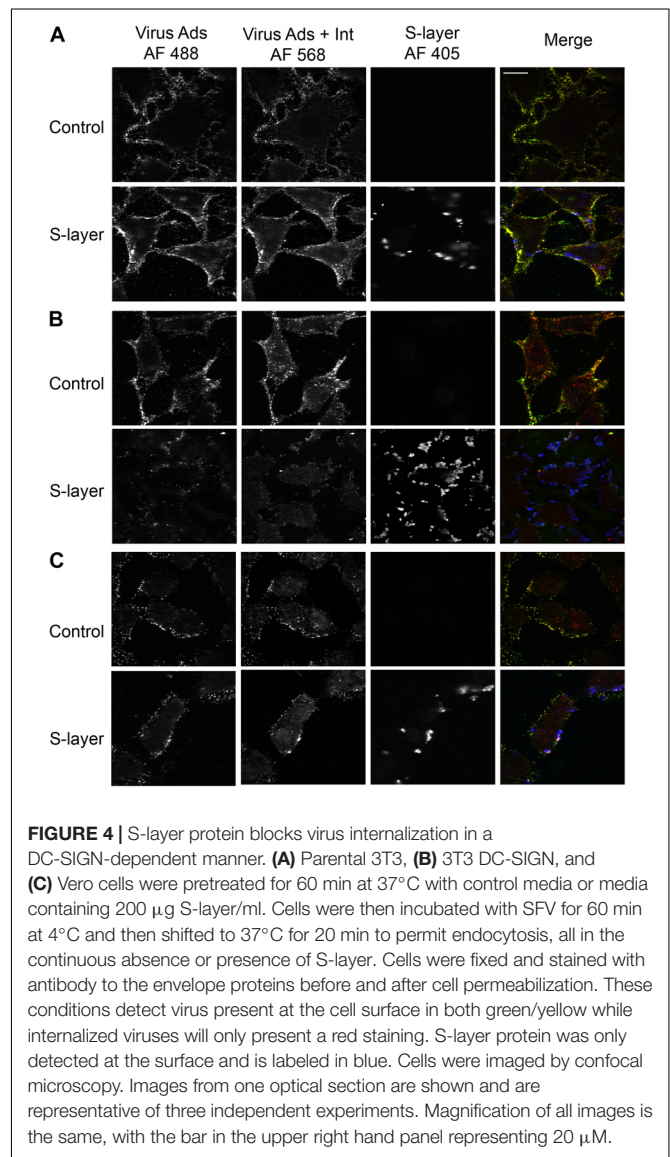 A
Virus Ads
AF 488
Virus Ads + Int
AF 568
S-layer
AF 405
Merge
Control
S-layer
B
Control
S-layer
C
Control
S-layer
FIGURE 4 | S-layer protein blocks virus internalization in a
DC-SIGN-dependent manner. (A) Parental 3T3, (B) 3T3 DC-SIGN, and
(C) Vero cells were pretreated for 60 min at 37°C with control media or media
containing 200 μg S-layer/ml. Cells were then incubated with SFV for 60 min
at 4°C and then shifted to 37°C for 20 min to permit endocytosis, all in the
continuous absence or presence of S-layer. Cells were fixed and stained with
antibody to the envelope proteins before and after cell permeabilization. These
conditions detect virus present at the cell surface in both green/yellow while
internalized viruses will only present a red staining. S-layer protein was only
detected at the surface and is labeled in blue. Cells were imaged by confocal
microscopy. Images from one optical section are shown and are
representative of three independent experiments. Magnification of all images is
the same, with the bar in the upper right hand panel representing 20 μM.